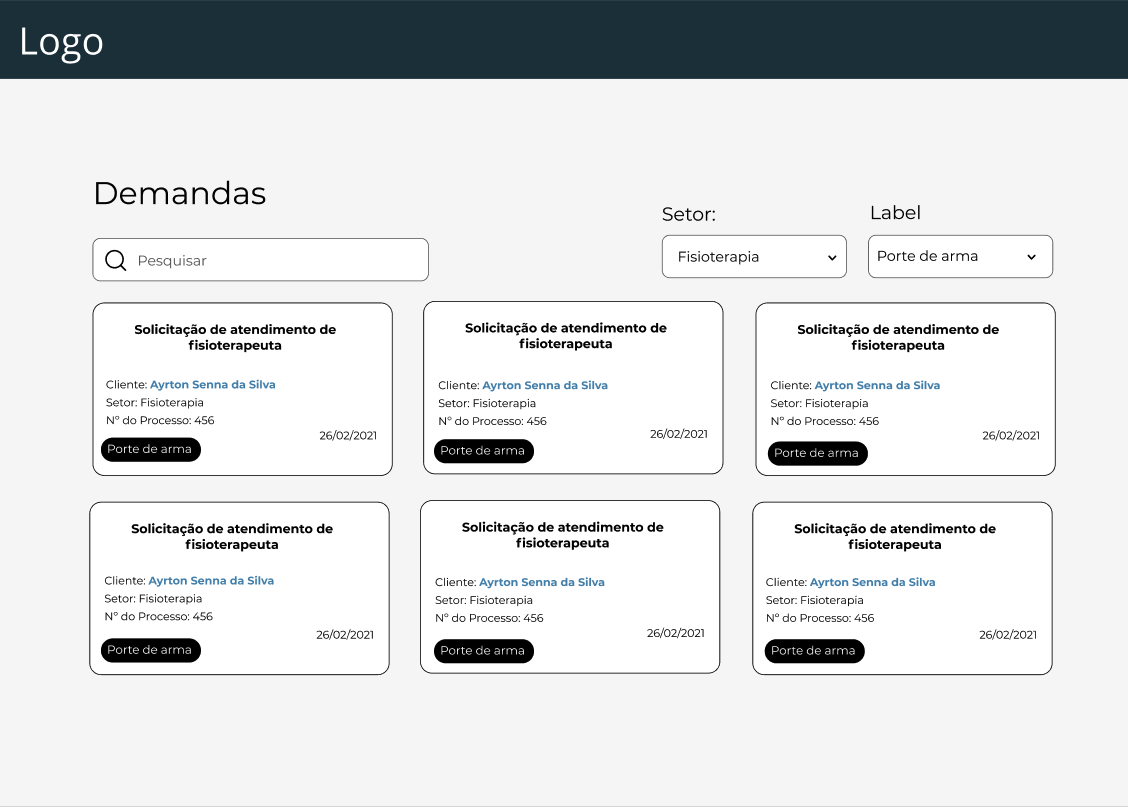 Logo
Demandas
Setor:
Label
Pesquisar
Fisioterapia
Porte de arma
Solicitação de atendimento de
fisioterapeuta
Cliente: Ayrton Senna da Silva
Setor: Fisioterapia
Nº do Processo: 456
26/02/2021
Porte de arma
Solicitação de atendimento de
fisioterapeuta
Cliente: Ayrton Senna da Silva
Setor: Fisioterapia
Nº do Processo: 456
26/02/2021
Porte de arma
Solicitação de atendimento de
fisioterapeuta
Cliente: Ayrton Senna da Silva
Setor: Fisioterapia
Nº do Processo: 456
26/02/2021
Porte de arma
Solicitação de atendimento de
fisioterapeuta
Cliente: Ayrton Senna da Silva
Setor: Fisioterapia
Nº do Processo: 456
26/02/2021
Porte de arma
Solicitação de atendimento de
fisioterapeuta
Cliente: Ayrton Senna da Silva
Setor: Fisioterapia
Nº do Processo: 456
26/02/2021
Porte de arma
Solicitação de atendimento de
fisioterapeuta
Cliente: Ayrton Senna da Silva
Setor: Fisioterapia
Nº do Processo: 456
26/02/2021
Porte de arma